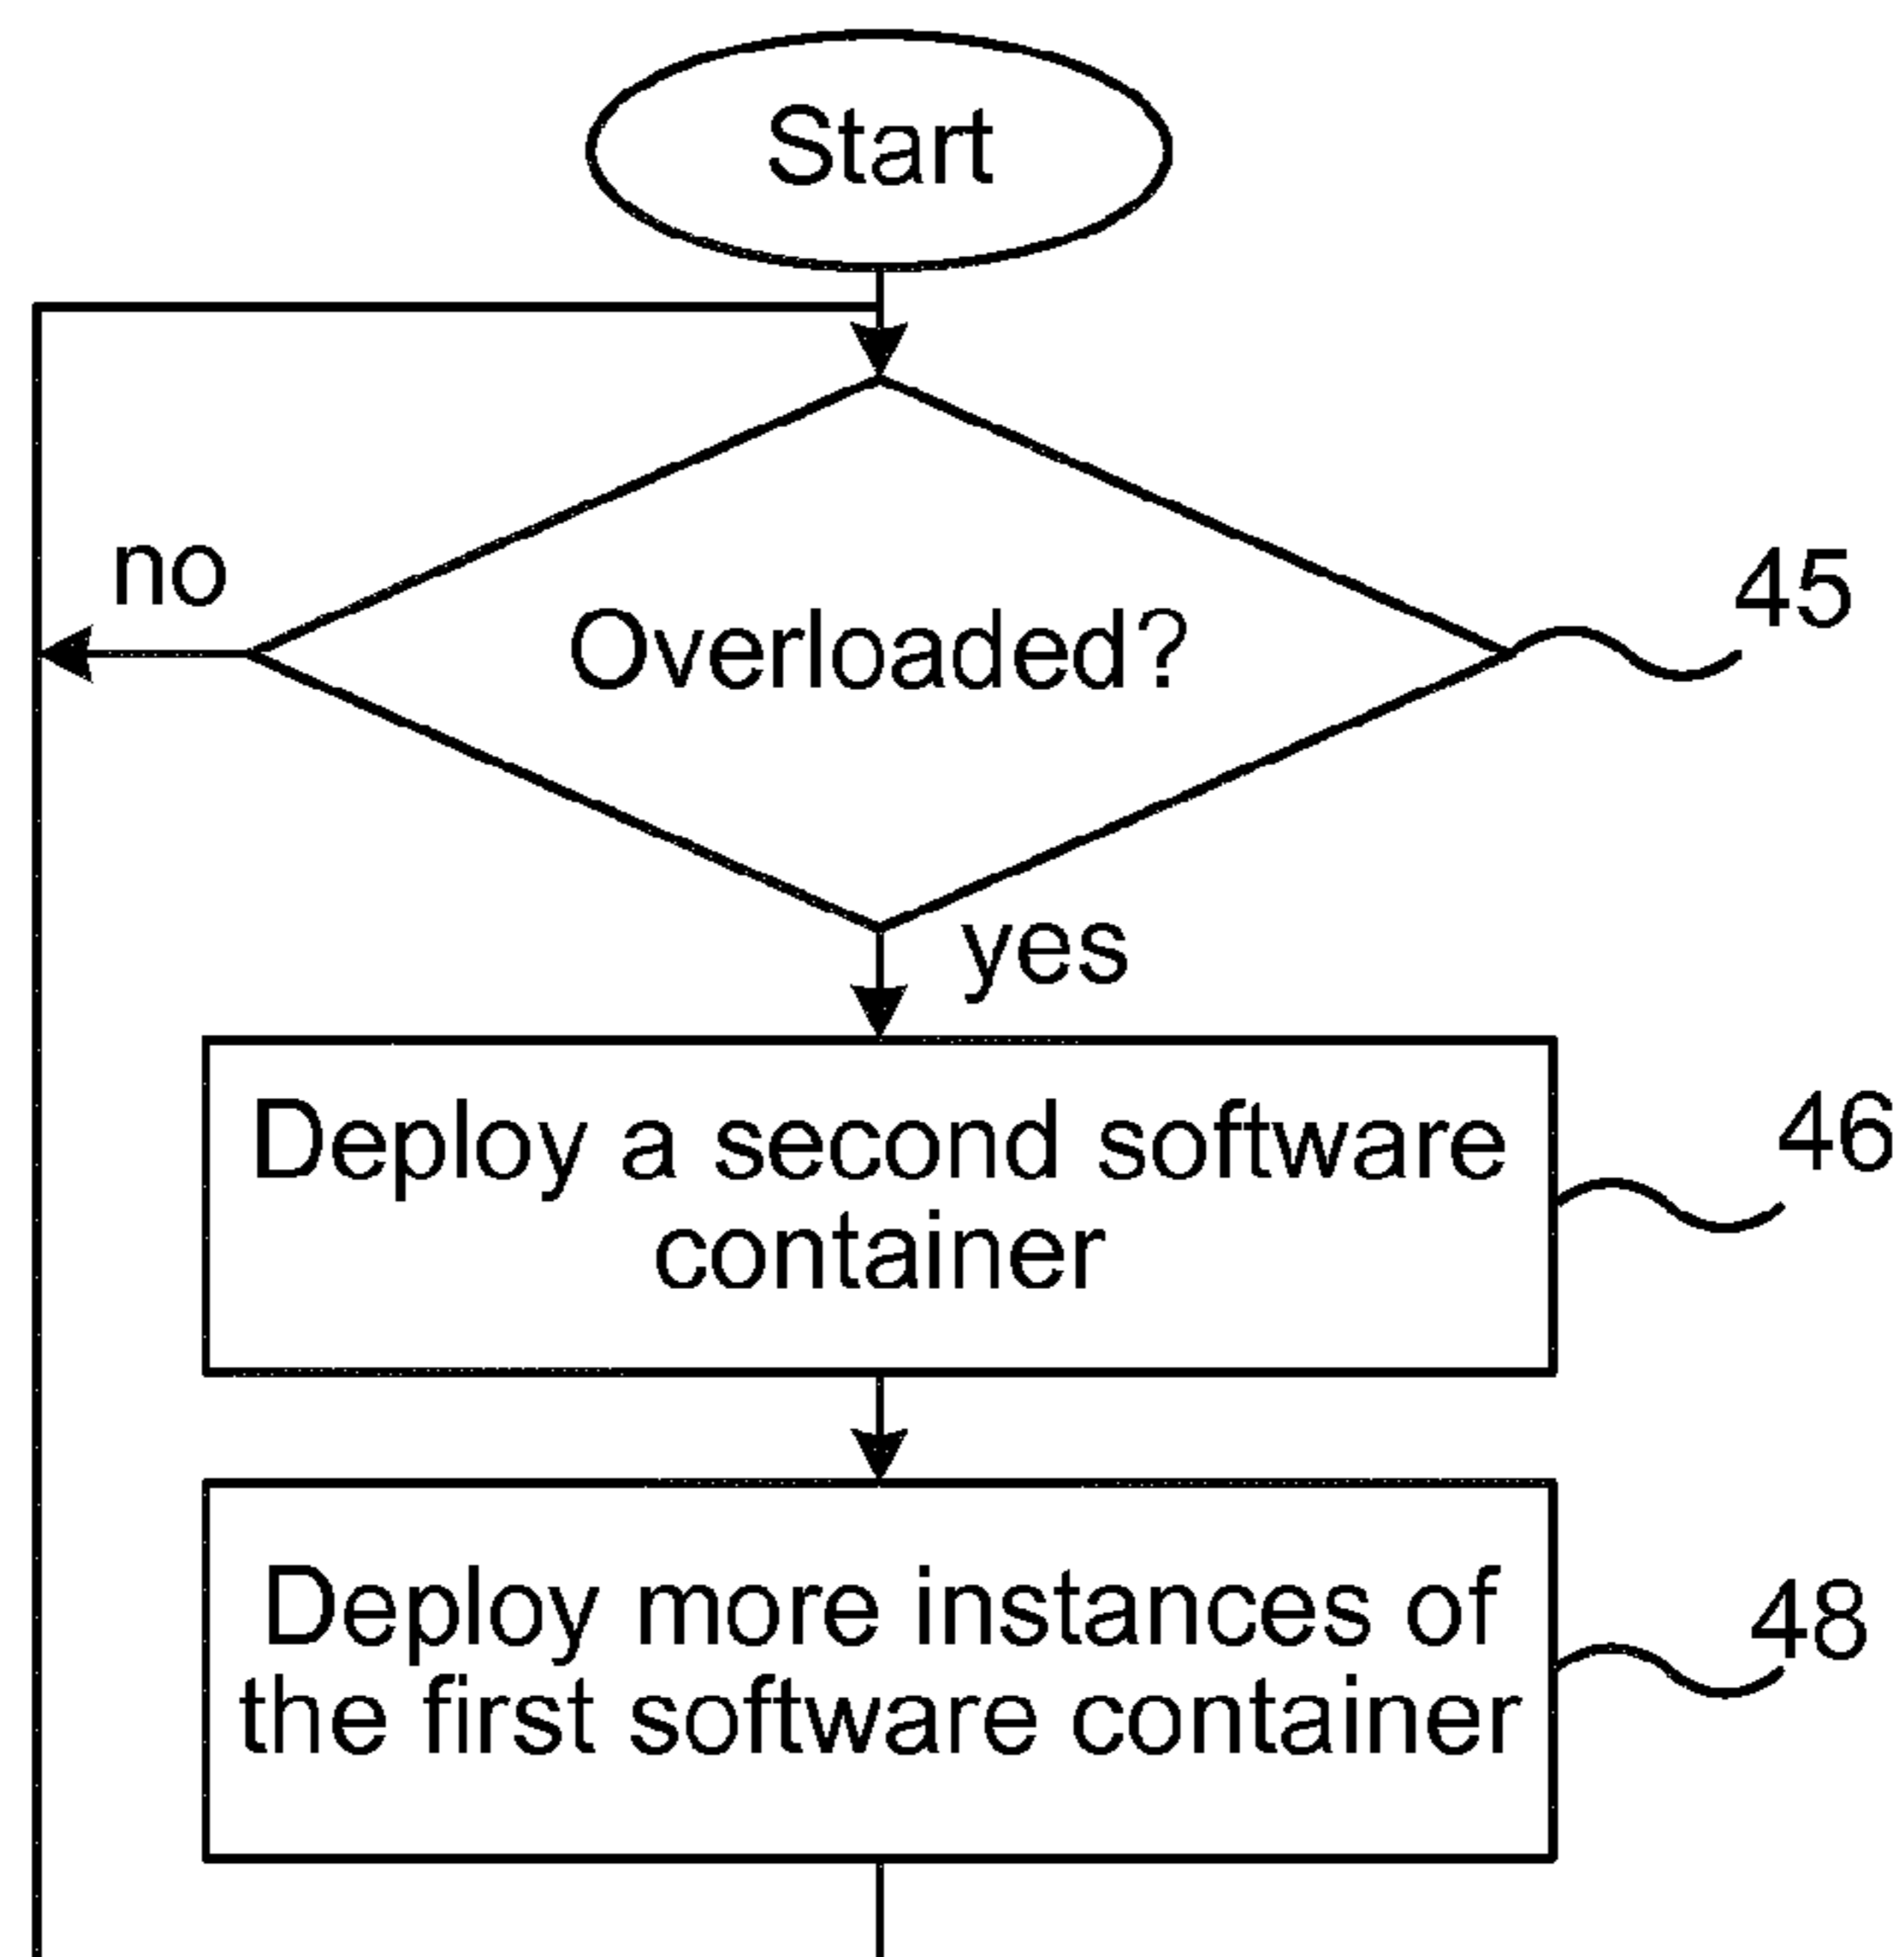 Start
no
Overloaded?
45
yes
Deploy a second software
container
46
Deploy more instances of
the first software container
48